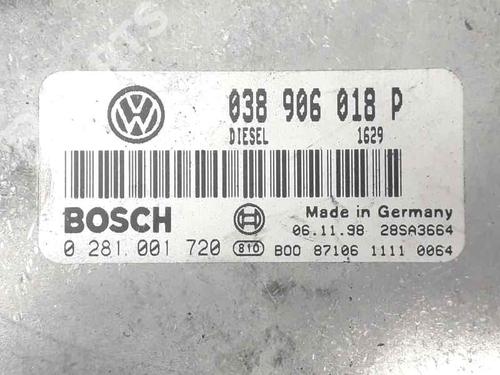 038 906 018 P
DIESEL 1629
BOSCH Made in Germany
06.11.98 28SA3664
0 281 001 720 810 B00 87106 1111 0064